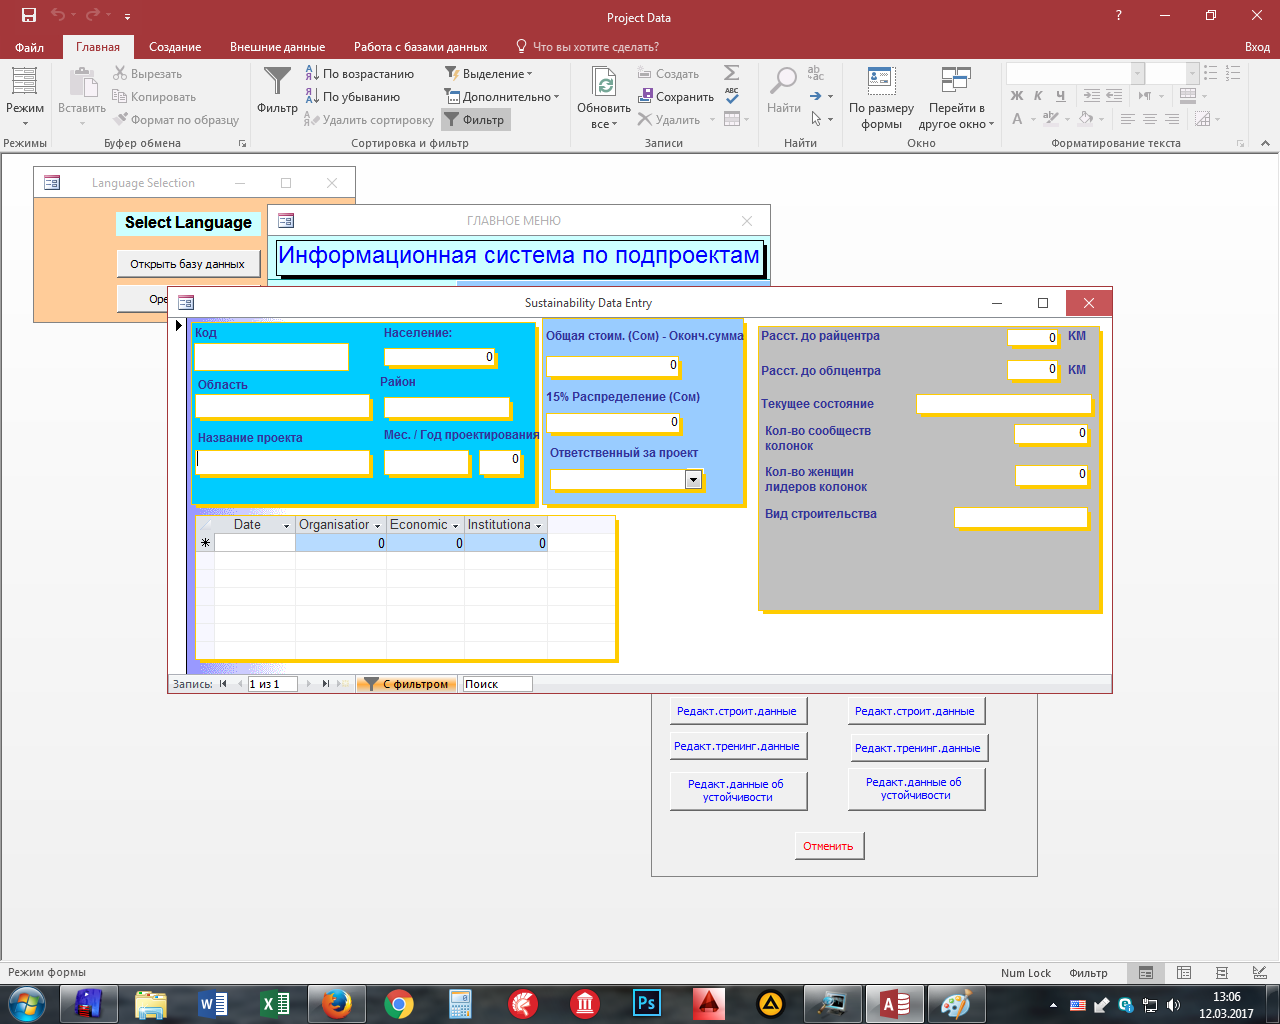 Project Data
?
Файл
Главная
Создание
Внешние данные
Работа с базами данных
Что вы хотите сделать?
Вход
Режим
Вставить
Вырезать
Копировать
Формат по образцу
Фильтр
По возрастанию
По убыванию
Удалить сортировку
Выделение
Дополнительно
Фильтр
Обновить
все
Создать
Сохранить
Удалить
Найти
По размеру
формы
Перейти в
другое окно
Ж К Ч
Режимы
Буфер обмена
Сортировка и фильтр
Записи
Найти
Окно
Форматирование текста
Language Selection
Select Language
Открыть базу данных
Ope
ГЛАВНОЕ МЕНЮ
Информационная система по подпроектам
Sustainability Data Entry
Код
Население:
0
Область
Район
Название проекта
Мес. / Год проектирования
0
Общая стоим. (Сом) - Оконч.сумма
0
15% Распределение (Сом)
0
Ответственный за проект
Расст. до райцентра
0
КМ
Расст. до облцентра
0
КМ
Текущее состояние
Кол-во сообществ
колонок
0
Кол-во женщин
лидеров колонок
0
Вид строительства
Date
Organisation
Economic
Institutiona
0
0
0
Запись:
1 из 1
С фильтром
Поиск
Редакт.строит.данные
Редакт.строит.данные
Редакт.тренинг.данные
Редакт.тренинг.данные
Редакт.данные об
устойчивости
Редакт.данные об
устойчивости
Отменить
Режим формы
Num Lock
Фильтр
13:06
12.03.2017